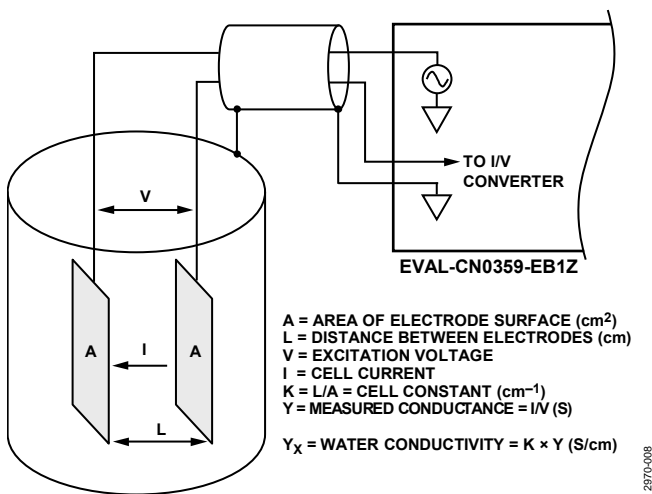 V
TO I/V
CONVERTER
EVAL-CN0359-EB1Z
A
I
A
L
A = AREA OF ELECTRODE SURFACE (cm²)
L = DISTANCE BETWEEN ELECTRODES (cm)
V = EXCITATION VOLTAGE
I = CELL CURRENT
K = L/A = CELL CONSTANT (cm⁻¹)
Y = MEASURED CONDUCTANCE = I/V (S)
Yₓ = WATER CONDUCTIVITY = K × Y (S/cm)
2970-008